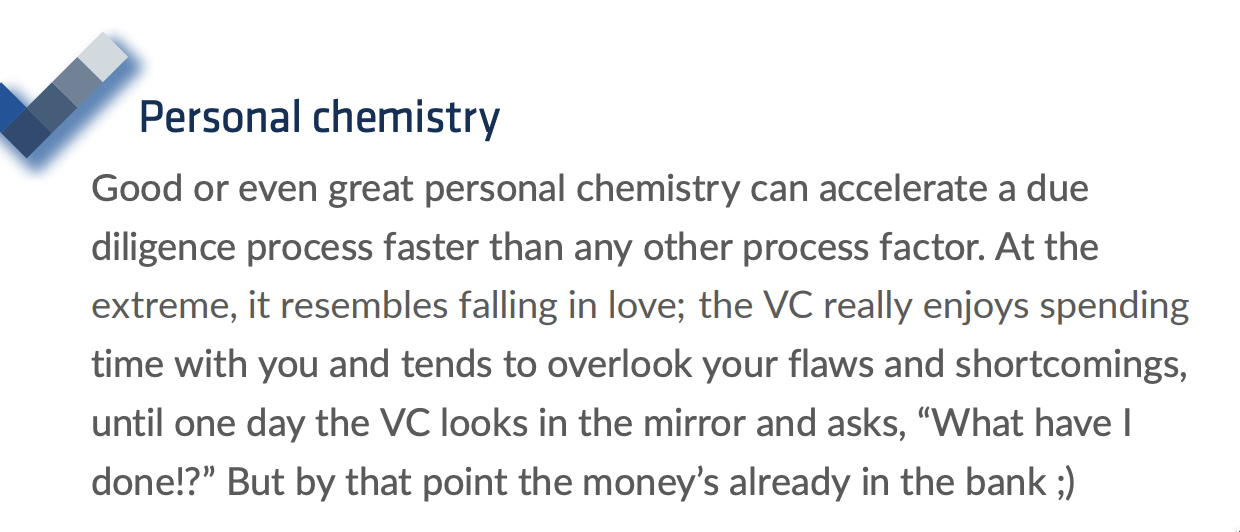 Personal chemistry
Good or even great personal chemistry can accelerate a due
diligence process faster than any other process factor. At the
extreme, it resembles falling in love; the VC really enjoys spending
time with you and tends to overlook your flaws and shortcomings,
until one day the VC looks in the mirror and asks, “What have I
done!?” But by that point the money’s already in the bank ;)